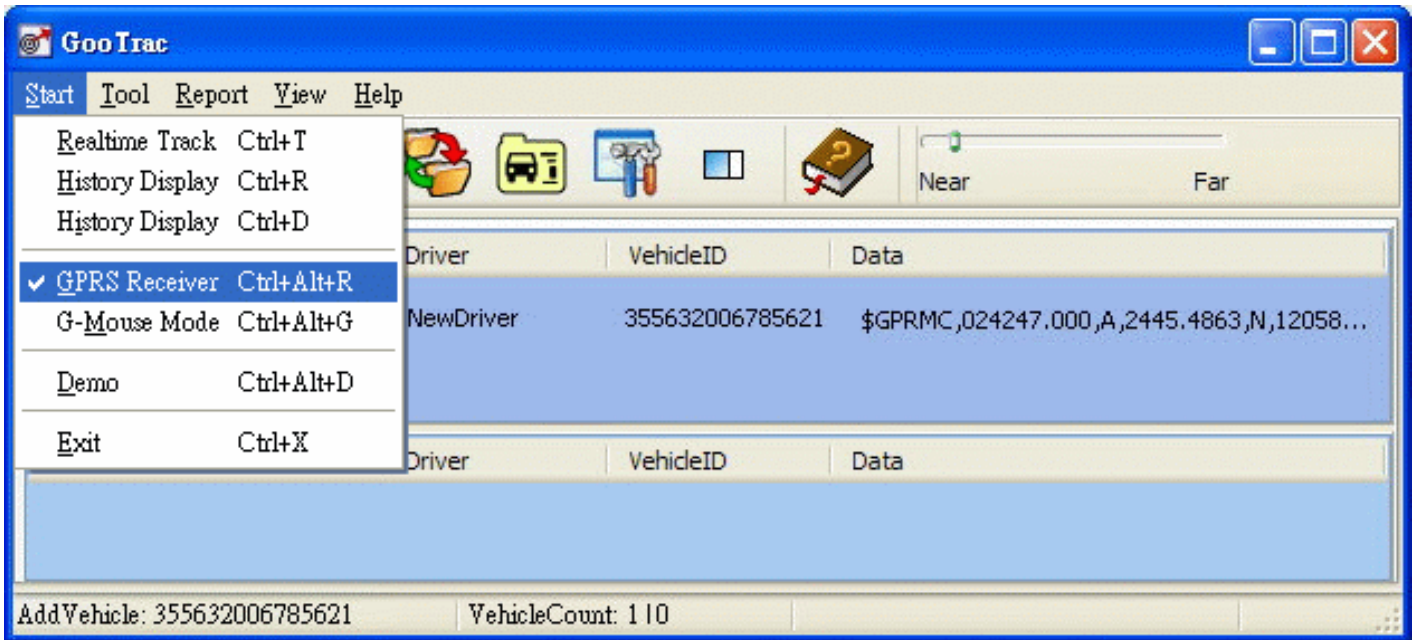 GooTrac
Start Tool Report View Help
Realtime Track Ctrl+T
History Display Ctrl+R
History Display Ctrl+D
GPRS Receiver Ctrl+Alt+R
G-Mouse Mode Ctrl+Alt+G
Demo Ctrl+Alt+D
Exit Ctrl+X
Near Far
Driver VehicleID Data
NewDriver 355632006785621 $GPRMC,024247.000,A,2445.4863,N,12058...
Driver VehicleID Data
AddVehicle: 355632006785621 VehicleCount: 1|0